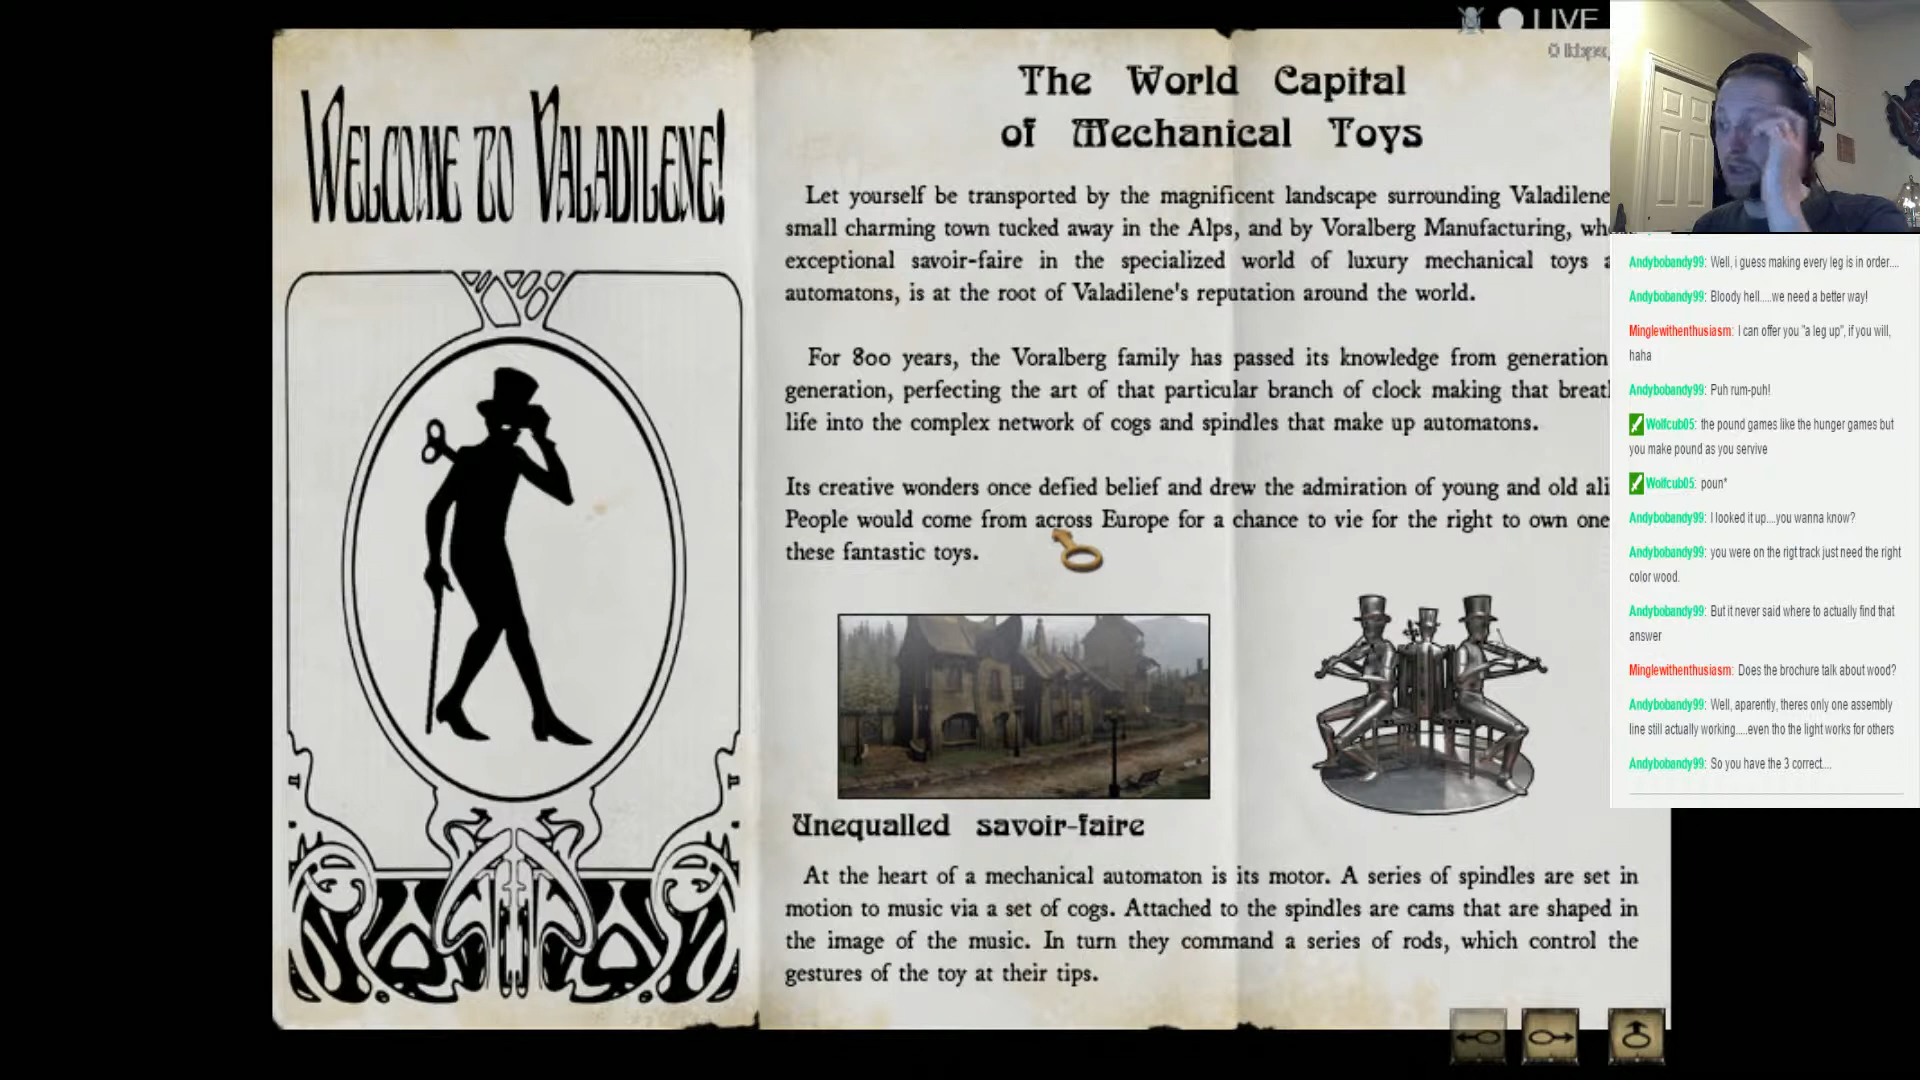 LIVE
0 kbps
WELCOME TO VALADILENE!
The World Capital
of Mechanical Toys
Let yourself be transported by the magnificent landscape surrounding Valadilene
small charming town tucked away in the Alps, and by Voralberg Manufacturing, wh
exceptional savoir-faire in the specialized world of luxury mechanical toys a
automatons, is at the root of Valadilene's reputation around the world.
For 800 years, the Voralberg family has passed its knowledge from generation
generation, perfecting the art of that particular branch of clock making that breat
life into the complex network of cogs and spindles that make up automatons.
Its creative wonders once defied belief and drew the admiration of young and old ali
People would come from across Europe for a chance to vie for the right to own one
these fantastic toys.
Unequalled savoir-faire
At the heart of a mechanical automaton is its motor. A series of spindles are set in
motion to music via a set of cogs. Attached to the spindles are cams that are shaped in
the image of the music. In turn they command a series of rods, which control the
gestures of the toy at their tips.
Andybobandy99: Well, i guess making every leg is in order....
Andybobandy99: Bloody hell.....we need a better way!
Minglewithenthusiasm: I can offer you "a leg up", if you will,
haha
Andybobandy99: Puh rum-puh!
Wolfcub05: the pound games like the hunger games but
you make pound as you servive
Wolfcub05: poun*
Andybobandy99: I looked it up....you wanna know?
Andybobandy99: you were on the rigt track just need the right
color wood.
Andybobandy99: But it never said where to actually find that
answer
Minglewithenthusiasm: Does the brochure talk about wood?
Andybobandy99: Well, aparently, theres only one assembly
line still actually working.....even tho the light works for others
Andybobandy99: So you have the 3 correct....